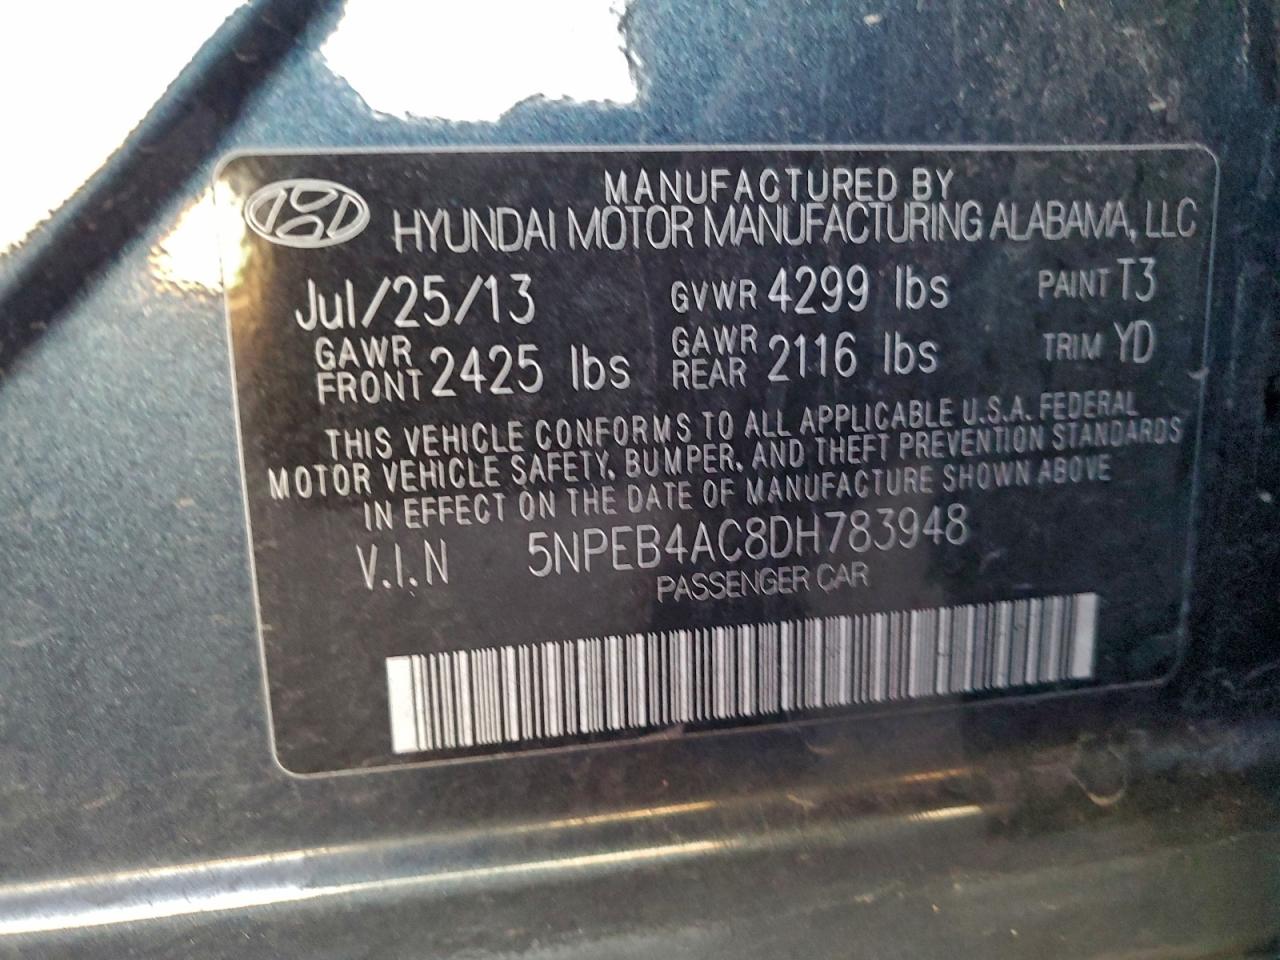 MANUFACTURED BY
HYUNDAI MOTOR MANUFACTURING ALABAMA, LLC
Jul/25/13 GVWR 4299 lbs PAINT T3
GAWR FRONT 2425 lbs GAWR REAR 2116 lbs TRIM YD
THIS VEHICLE CONFORMS TO ALL APPLICABLE U.S.A. FEDERAL
MOTOR VEHICLE SAFETY, BUMPER, AND THEFT PREVENTION STANDARDS
IN EFFECT ON THE DATE OF MANUFACTURE SHOWN ABOVE
V.I.N 5NPEB4AC8DH783948
PASSENGER CAR